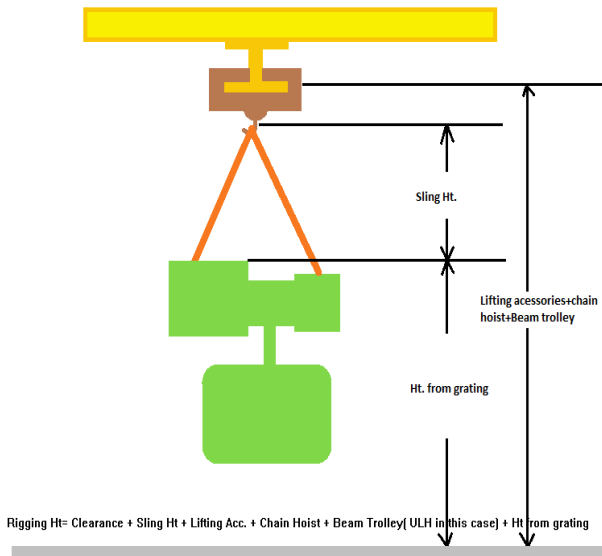 Sling Ht.
Lifting acessories+chain
hoist+Beam trolley
Ht. from grating
Rigging Ht= Clearance + Sling Ht + Lifting Acc. + Chain Hoist + Beam Trolley( ULH in this case) + Ht from grating